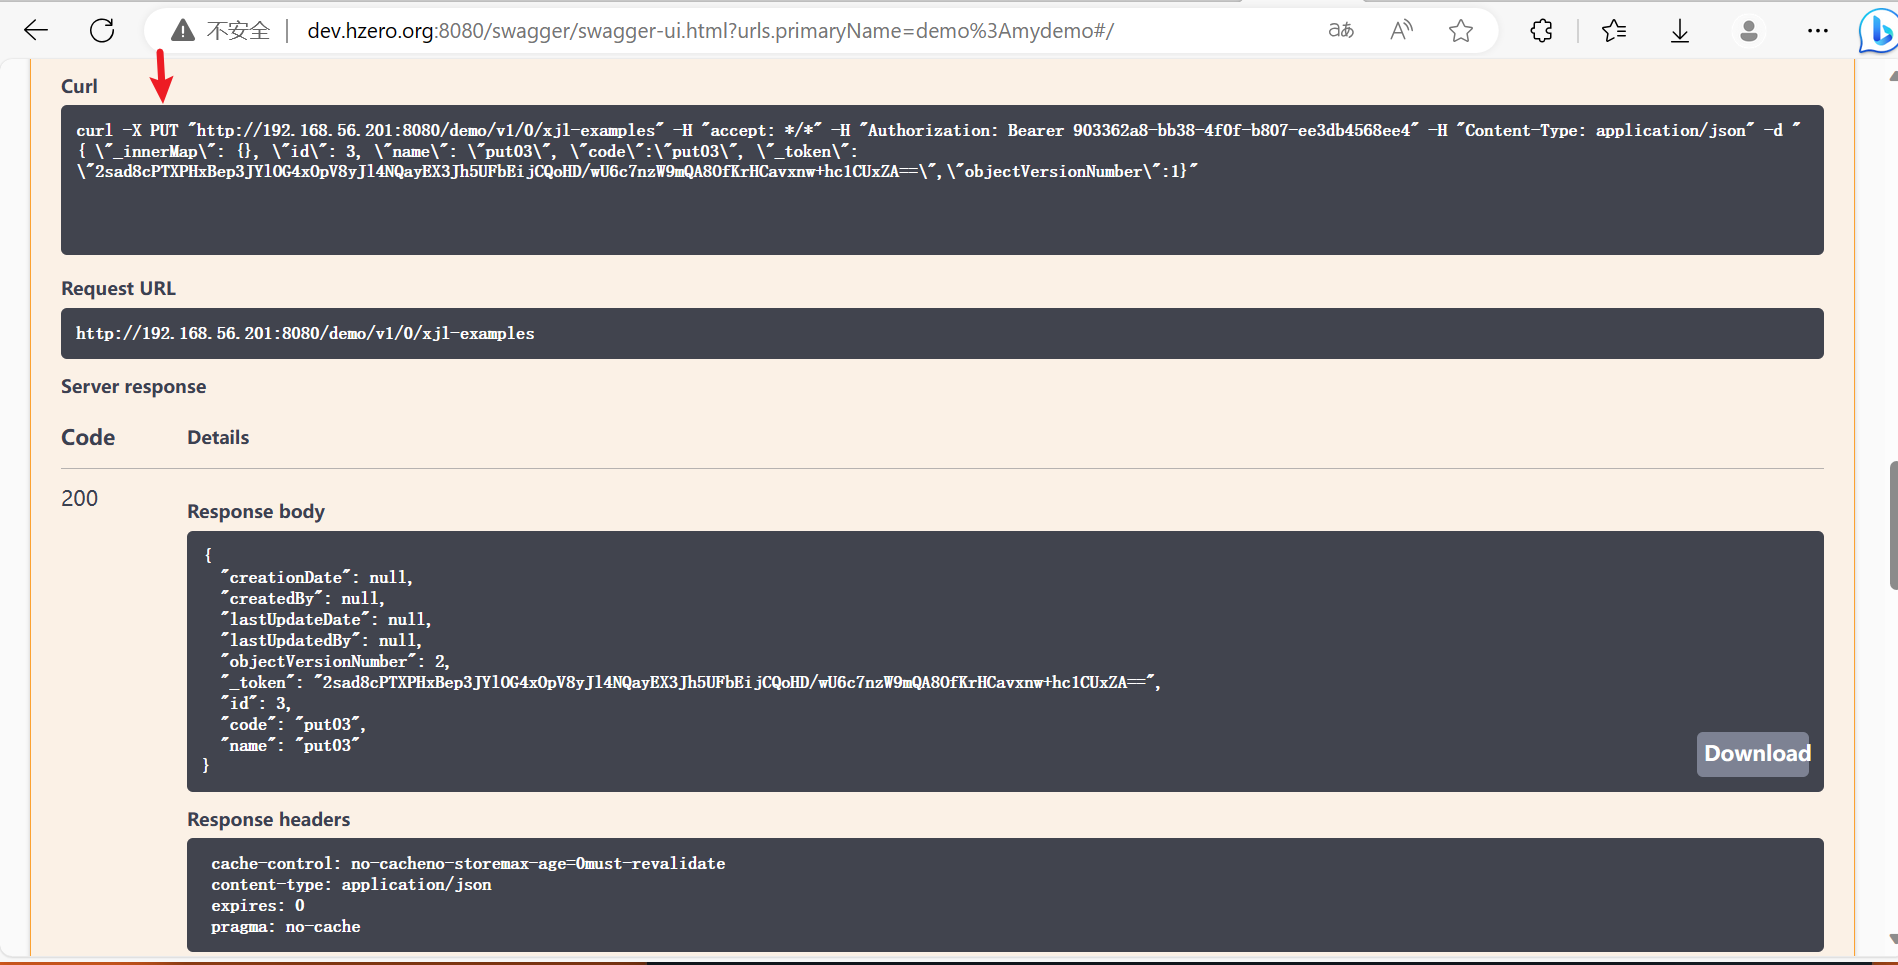 不安全 dev.hzero.org:8080/swagger/swagger-ui.html?urls.primaryName=demo%3Amydemo#/
Curl
curl -X PUT "http://192.168.56.201:8080/demo/v1/0/xjl-examples" -H "accept: */*" -H "Authorization: Bearer 903362a8-bb38-4f0f-b807-ee3db4568ee4" -H "Content-Type: application/json" -d "
{ \"_innerMap\": {}, \"id\": 3, \"name\": \"put03\", \"code\":\"put03\", \"_token\":
\"2sad8cPTXPHxBep3JYlOG4xOpV8yJl4NQayEX3Jh5UFbEijCQoHD/wU6c7nzW9mQA8OfKrHCavxnw+hc1CUxZA==\",\"objectVersionNumber\":1}"
Request URL
http://192.168.56.201:8080/demo/v1/0/xjl-examples
Server response
Code Details
200
Response body
{
"creationDate": null,
"createdBy": null,
"lastUpdateDate": null,
"lastUpdatedBy": null,
"objectVersionNumber": 2,
"_token": "2sad8cPTXPHxBep3JYlOG4xOpV8yJl4NQayEX3Jh5UFbEijCQoHD/wU6c7nzW9mQA8OfKrHCavxnw+hc1CUxZA==",
"id": 3,
"code": "put03",
"name": "put03"
}
Download
Response headers
cache-control: no-cacheno-storemax-age=0must-revalidate
content-type: application/json
expires: 0
pragma: no-cache